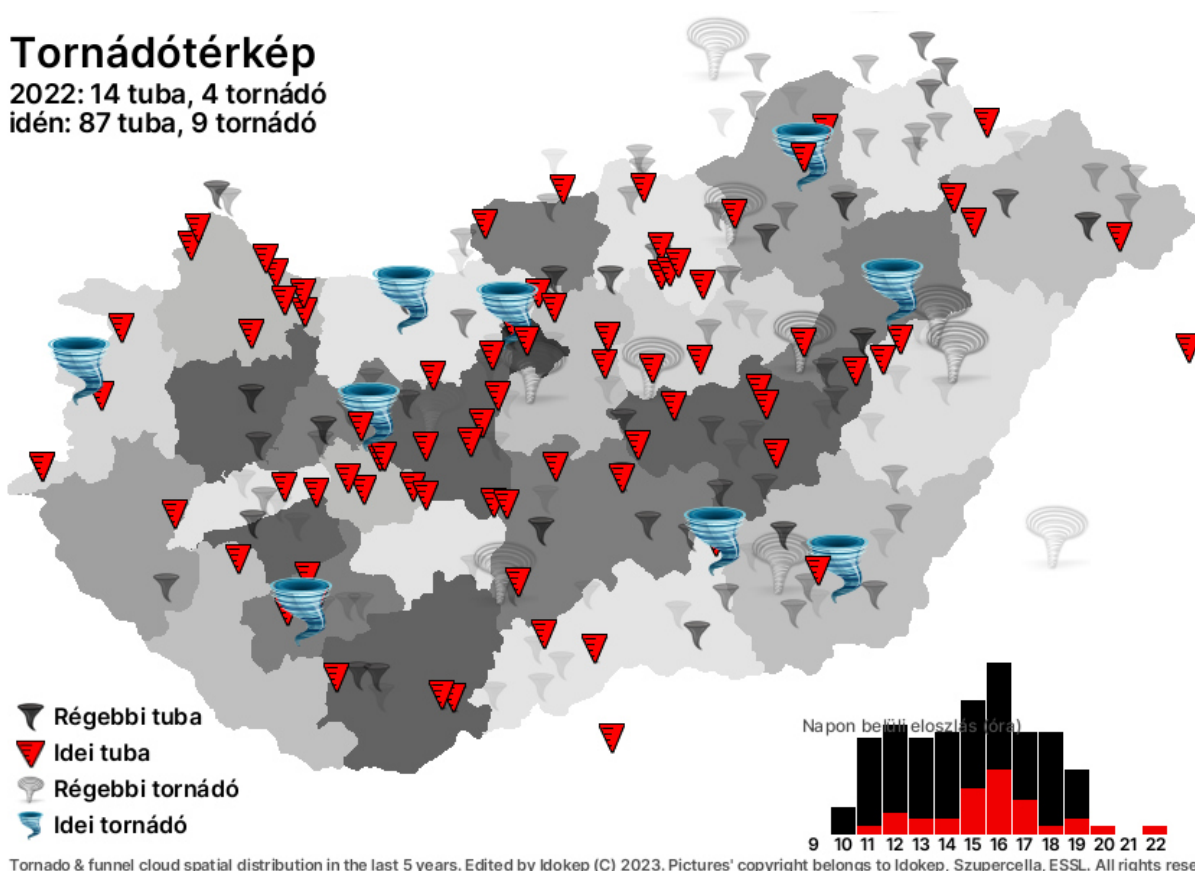 Tornádótérkép
2022: 14 tuba, 4 tornádó
idén: 87 tuba, 9 tornádó
Régebbi tuba
Idei tuba
Régebbi tornádó
Idei tornádó
Napon belüli eloszlás (óra)
9 10 11 12 13 14 15 16 17 18 19 20 21 22
Tornado & funnel cloud spatial distribution in the last 5 years. Edited by Idokep (C) 2023. Pictures' copyright belongs to Idokep, Szupercella, ESSL. All rights rese